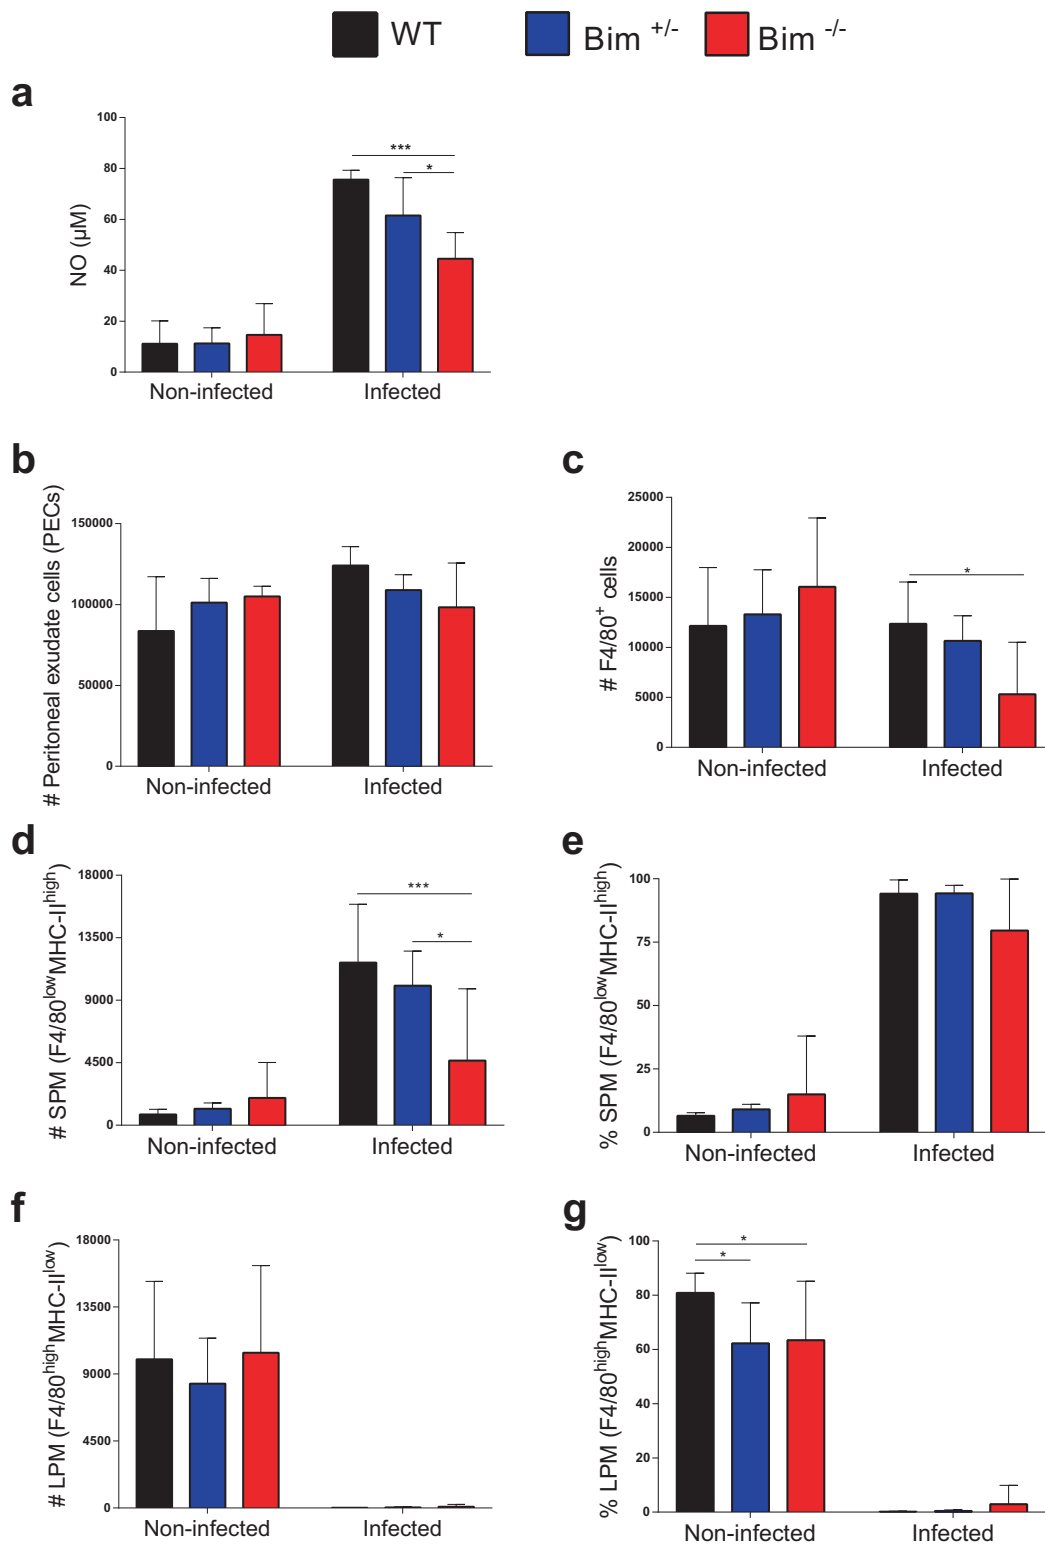 WT Bim +/- Bim -/-
a
NO (µM)
100
80
60
40
20
0
*** 
*
Non-infected Infected
b
# Peritoneal exudate cells (PECs)
150000
100000
50000
0
Non-infected Infected
c
# F4/80+ cells
25000
20000
15000
10000
5000
0
*
Non-infected Infected
d
# SPM (F4/80lowMHC-IIhigh)
18000
13500
9000
4500
0
***
*
Non-infected Infected
e
% SPM (F4/80lowMHC-IIhigh)
100
75
50
25
0
Non-infected Infected
f
# LPM (F4/80highMHC-IIlow)
18000
13500
9000
4500
0
Non-infected Infected
g
% LPM (F4/80highMHC-IIlow)
100
80
60
40
20
0
*
*
Non-infected Infected